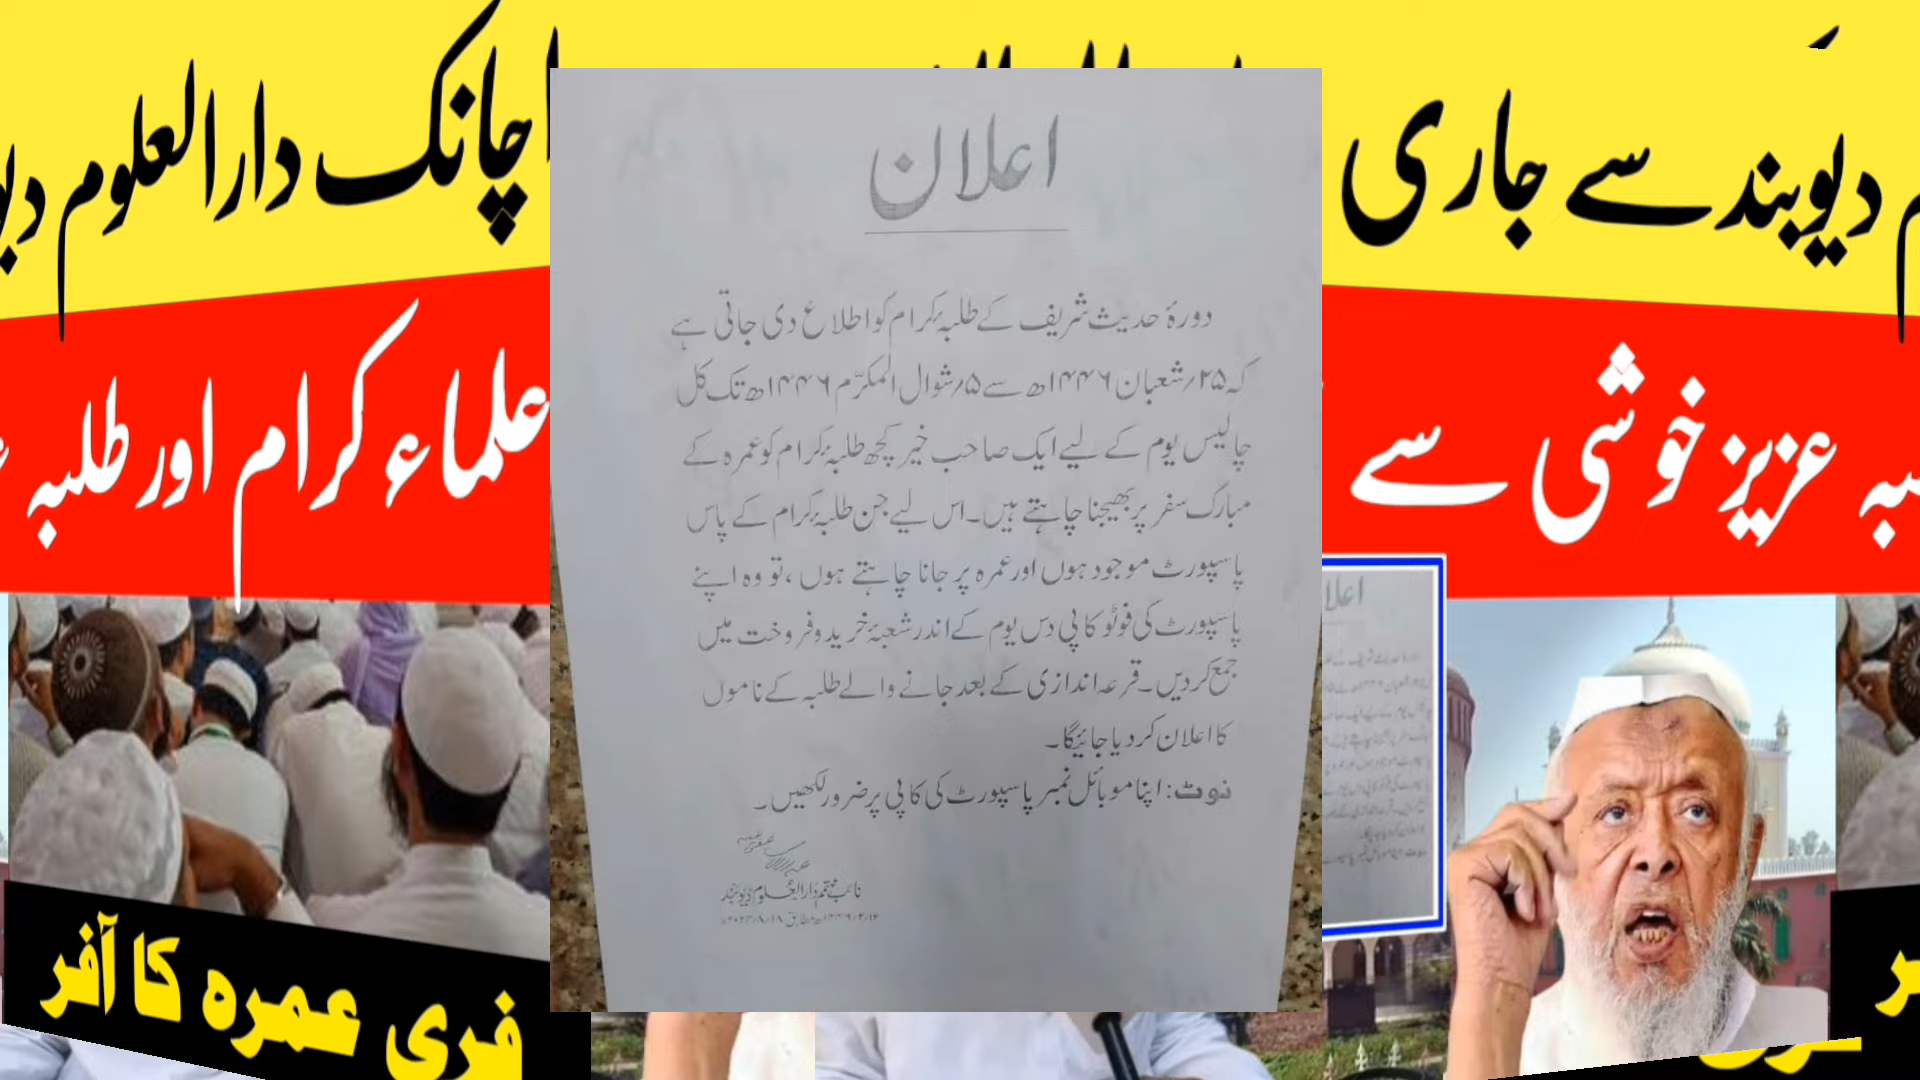 اچانک دارالعلوم
دیوبند سے جاری
علماء کرام اور طلبہ
عزیز خوشی سے
اعلان
دورۂ حدیث شریف کے طلبۂ کرام کو اطلاع دی جاتی ہے
کہ ۲۵؍شعبان ۱۴۴۶ھ سے ۵؍شوال المکرّم ۱۴۴۶ھ تک کل
چالیس یوم کے لیے ایک صاحب خیر کچھ طلبۂ کرام کو عمرہ کے
مبارک سفر پر بھیجنا چاہتے ہیں۔ اس لیے جن طلبۂ کرام کے پاس
پاسپورٹ موجود ہوں اور عمرہ پر جانا چاہتے ہوں، تو وہ اپنے
پاسپورٹ کی فوٹو کاپی دس یوم کے اندر شعبۂ خرید و فروخت میں
جمع کردیں۔ قرعہ اندازی کے بعد جانے والے طلبہ کے ناموں
کا اعلان کردیا جائیگا۔
نوٹ: اپنا موبائل نمبر پاسپورٹ کی کاپی پر ضرور لکھیں۔
نائب مہتمم دارالعلوم دیوبند
فری عمرہ کا آفر